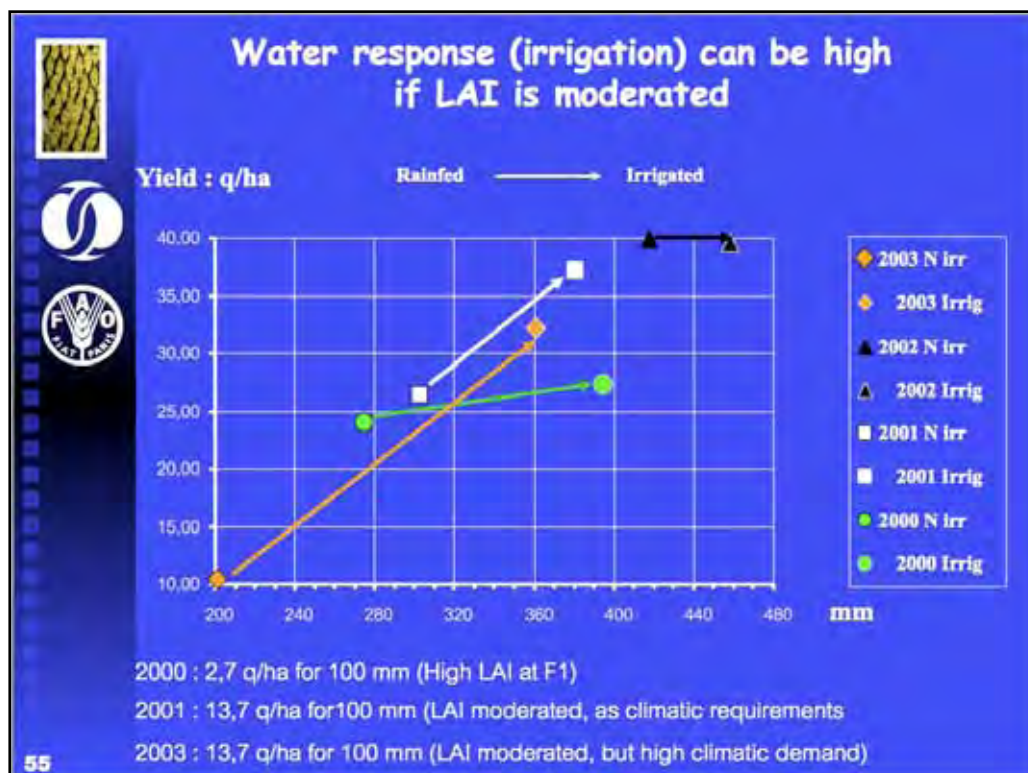 Water response (irrigation) can be high
if LAI is moderated
Yield : q/ha
Rainfed
Irrigated
40,00
35,00
30,00
25,00
20,00
15,00
10,00
200
240
280
320
360
400
440
480
mm
2003 N irr
2003 Irrig
2002 N irr
2002 Irrig
2001 N irr
2001 Irrig
2000 N irr
2000 Irrig
F A O
FIAT PANIS
2000 : 2,7 q/ha for 100 mm (High LAI at F1)
2001 : 13,7 q/ha for100 mm (LAI moderated, as climatic requirements
2003 : 13,7 q/ha for 100 mm (LAI moderated, but high climatic demand)
55